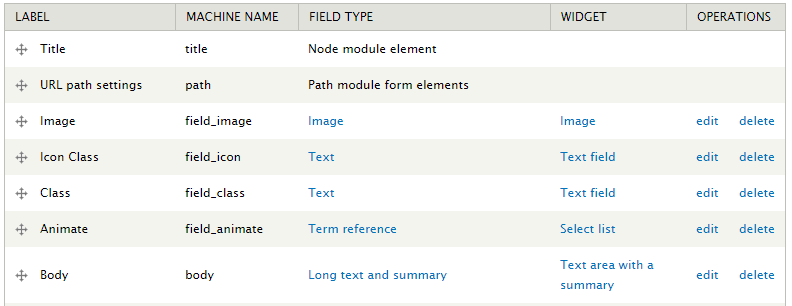 LABEL MACHINE NAME FIELD TYPE WIDGET OPERATIONS
Title title Node module element
URL path settings path Path module form elements
Image field_image Image Image edit delete
Icon Class field_icon Text Text field edit delete
Class field_class Text Text field edit delete
Animate field_animate Term reference Select list edit delete
Body body Long text and summary Text area with a summary edit delete